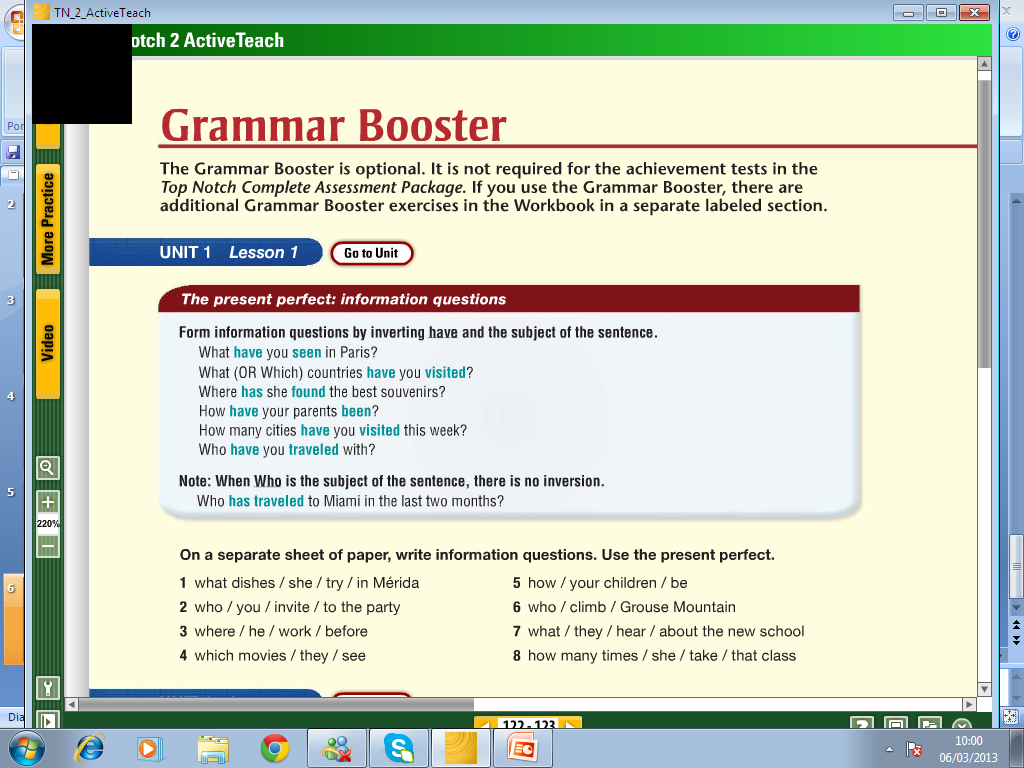 TN_2_ActiveTeach
otch 2 ActiveTeach
Por
Grammar Booster
The Grammar Booster is optional. It is not required for the achievement tests in the
Top Notch Complete Assessment Package. If you use the Grammar Booster, there are
additional Grammar Booster exercises in the Workbook in a separate labeled section.
More Practice
Video
UNIT 1 Lesson 1 Go to Unit
The present perfect: information questions
Form information questions by inverting have and the subject of the sentence.
What have you seen in Paris?
What (OR Which) countries have you visited?
Where has she found the best souvenirs?
How have your parents been?
How many cities have you visited this week?
Who have you traveled with?
Note: When Who is the subject of the sentence, there is no inversion.
Who has traveled to Miami in the last two months?
On a separate sheet of paper, write information questions. Use the present perfect.
1 what dishes / she / try / in Mérida
2 who / you / invite / to the party
3 where / he / work / before
4 which movies / they / see
5 how / your children / be
6 who / climb / Grouse Mountain
7 what / they / hear / about the new school
8 how many times / she / take / that class
2
3
4
5
6
220%
Dia
122 - 123
10:00
06/03/2013